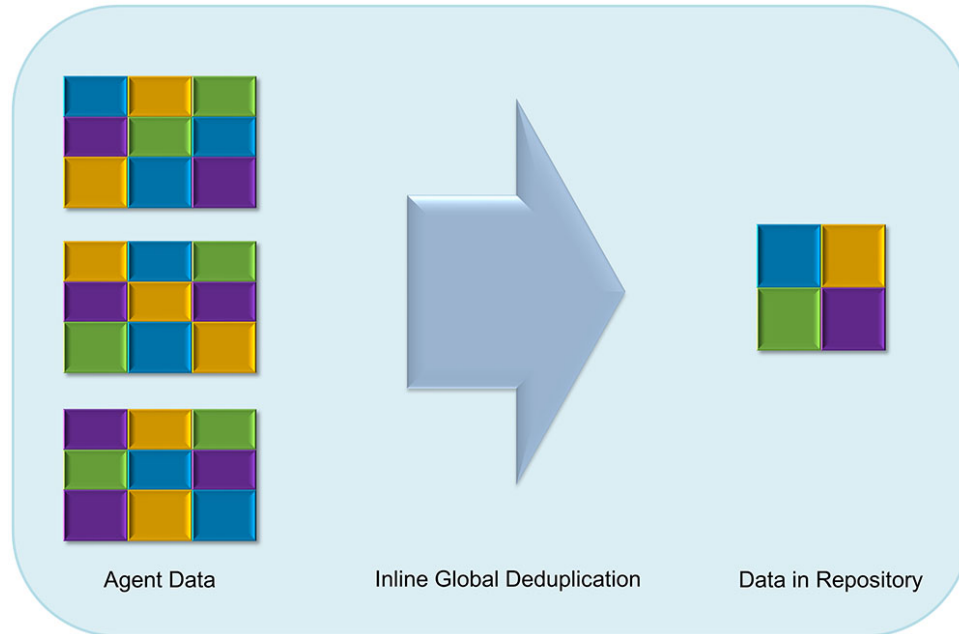 Agent Data
Inline Global Deduplication
Data in Repository